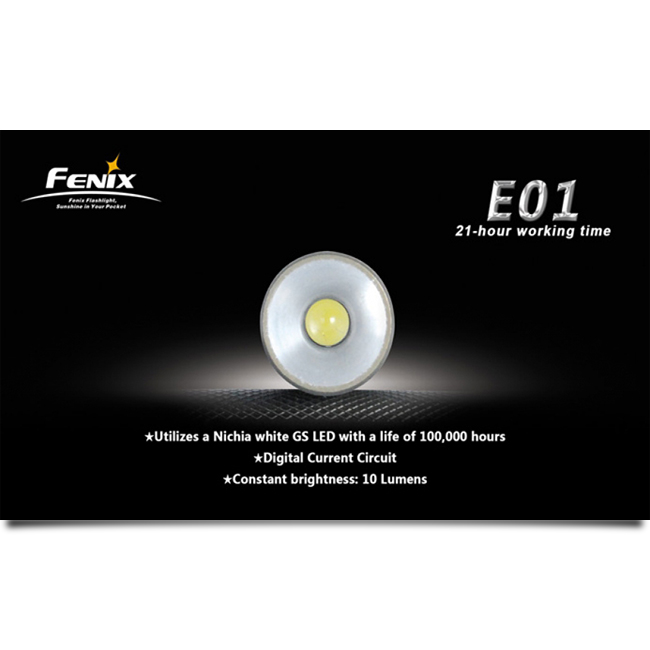 FENIX
Fenix Flashlight,
Sunshine in Your Pocket
E01
21-hour working time
★Utilizes a Nichia white GS LED with a life of 100,000 hours
★Digital Current Circuit
★Constant brightness: 10 Lumens